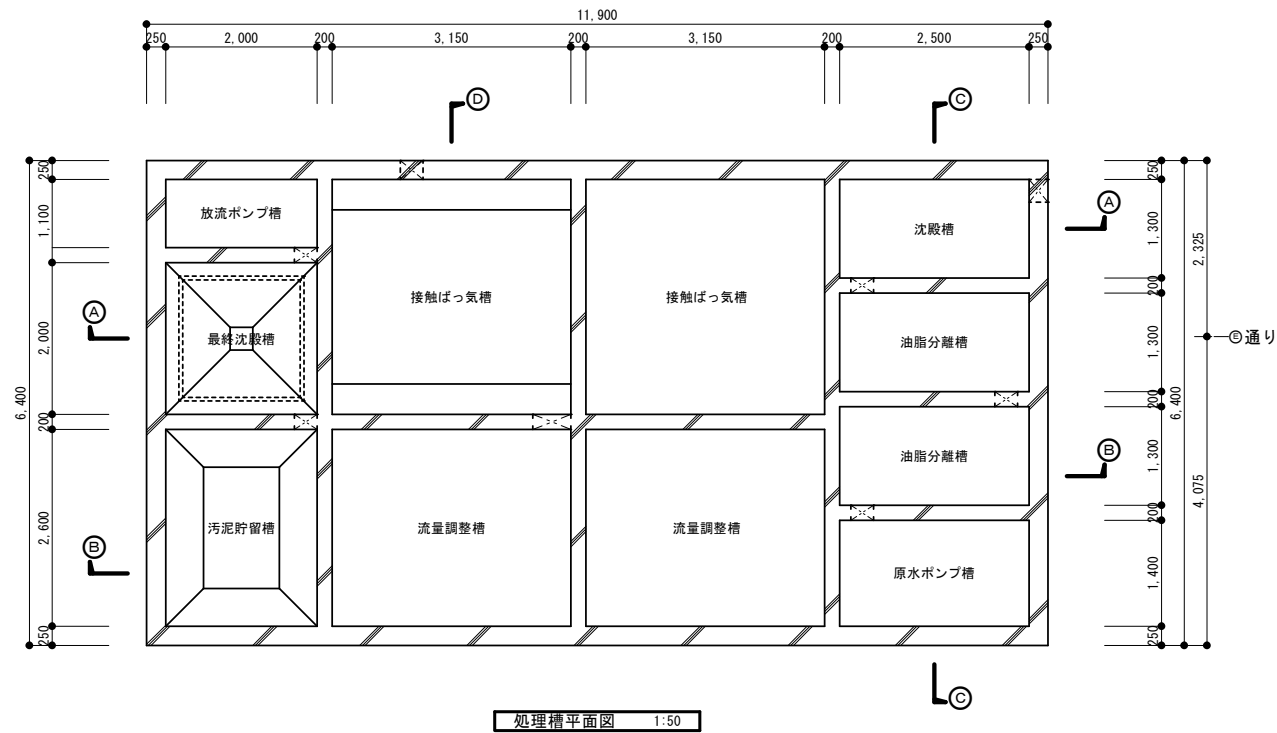 11,900
250 2,000 200 3,150 200 3,150 200 2,500 250
D
C
250
1,100
2,000
200
2,600
250
6,400
A
B
放流ポンプ槽
最終沈殿槽
汚泥貯留槽
接触ばっ気槽
流量調整槽
接触ばっ気槽
流量調整槽
沈殿槽
油脂分離槽
油脂分離槽
原水ポンプ槽
A
B
250
1,300
200
1,300
200
1,300
200
1,400
250
6,400
2,325
4,075
E通り
C
処理槽平面図 1:50